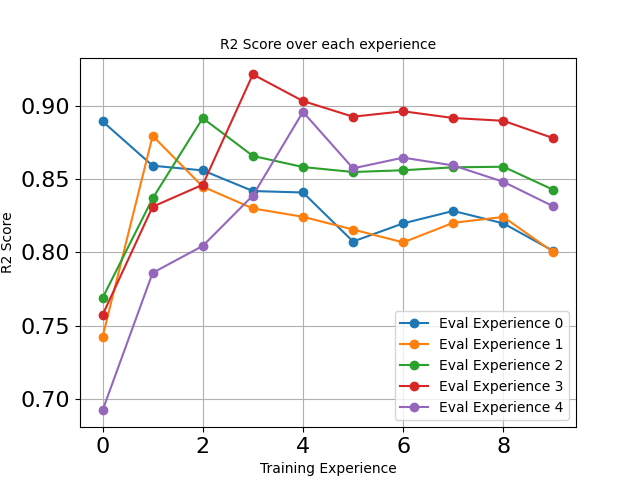 R2 Score over each experience
R2 Score
0.90
0.85
0.80
0.75
0.70
0 2 4 6 8
Training Experience
Eval Experience 0
Eval Experience 1
Eval Experience 2
Eval Experience 3
Eval Experience 4